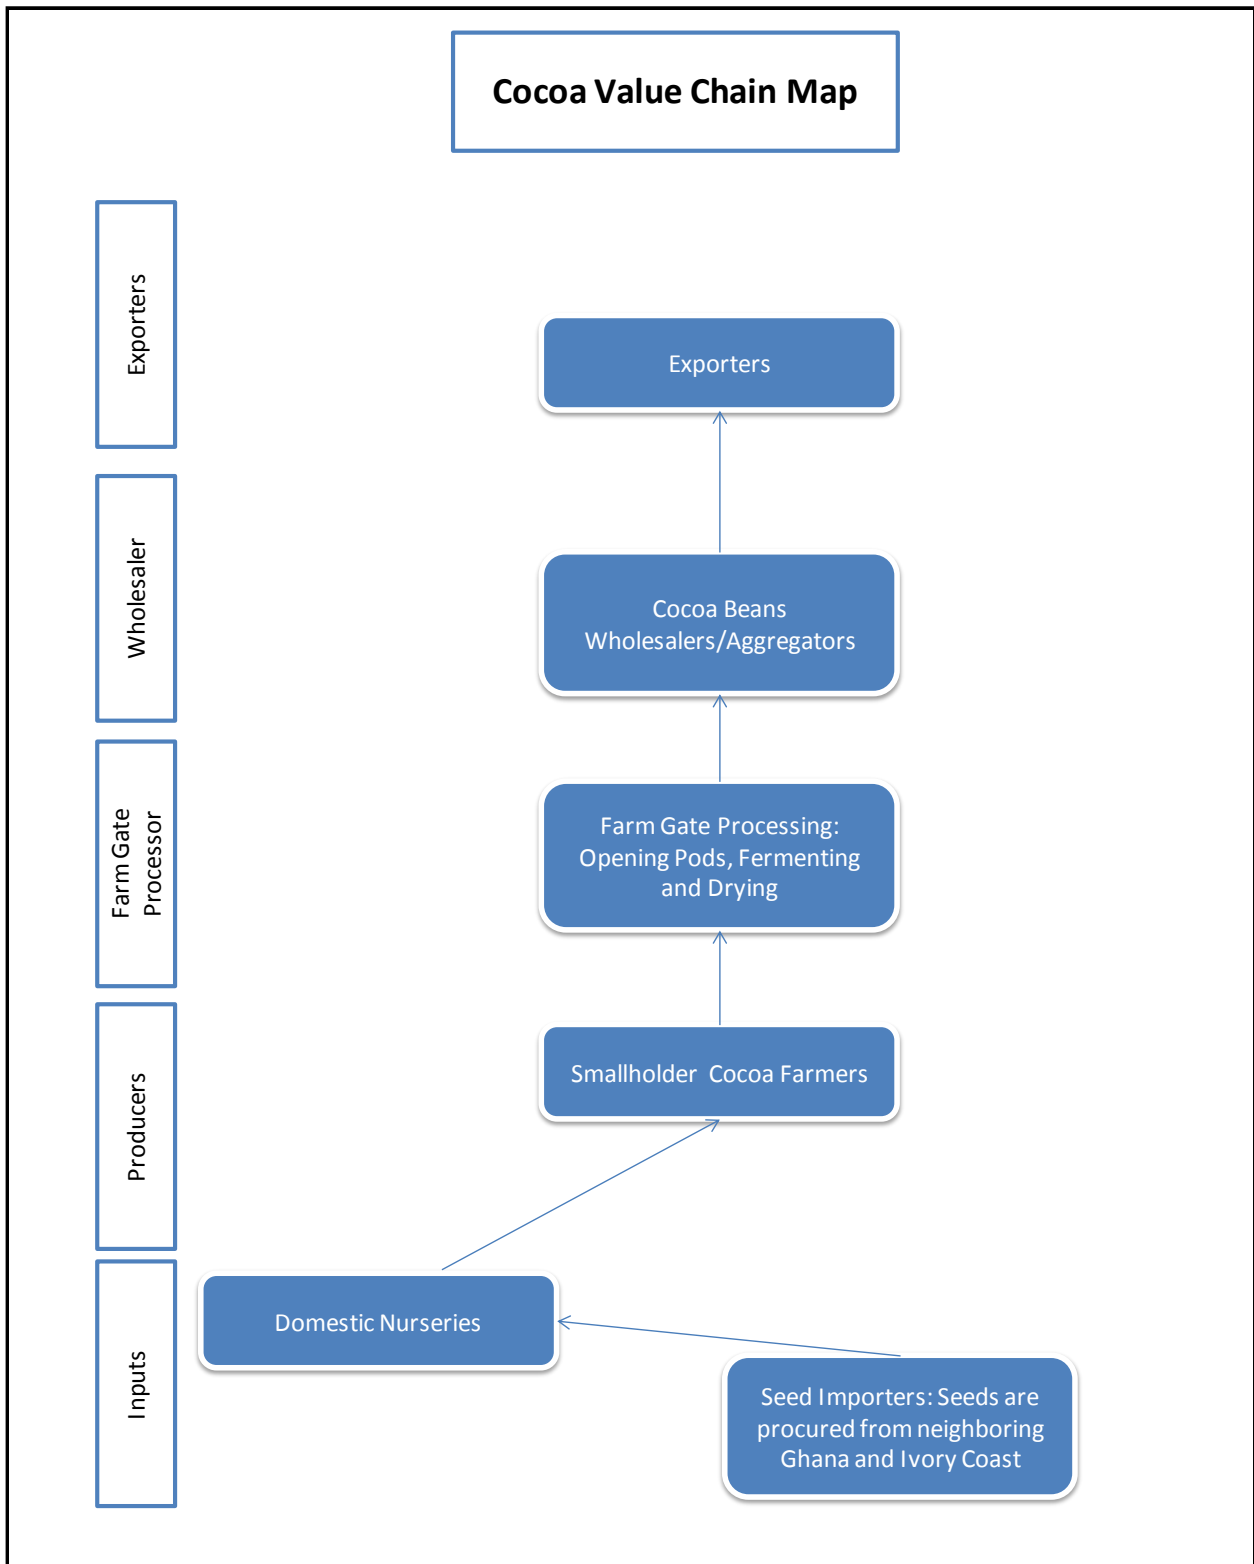 Cocoa Value Chain Map
Exporters
Exporters
Wholesaler
Cocoa Beans
Wholesalers/Aggregators
Farm Gate
Processor
Farm Gate Processing:
Opening Pods, Fermenting
and Drying
Producers
Smallholder Cocoa Farmers
Inputs
Domestic Nurseries
Seed Importers: Seeds are
procured from neighboring
Ghana and Ivory Coast